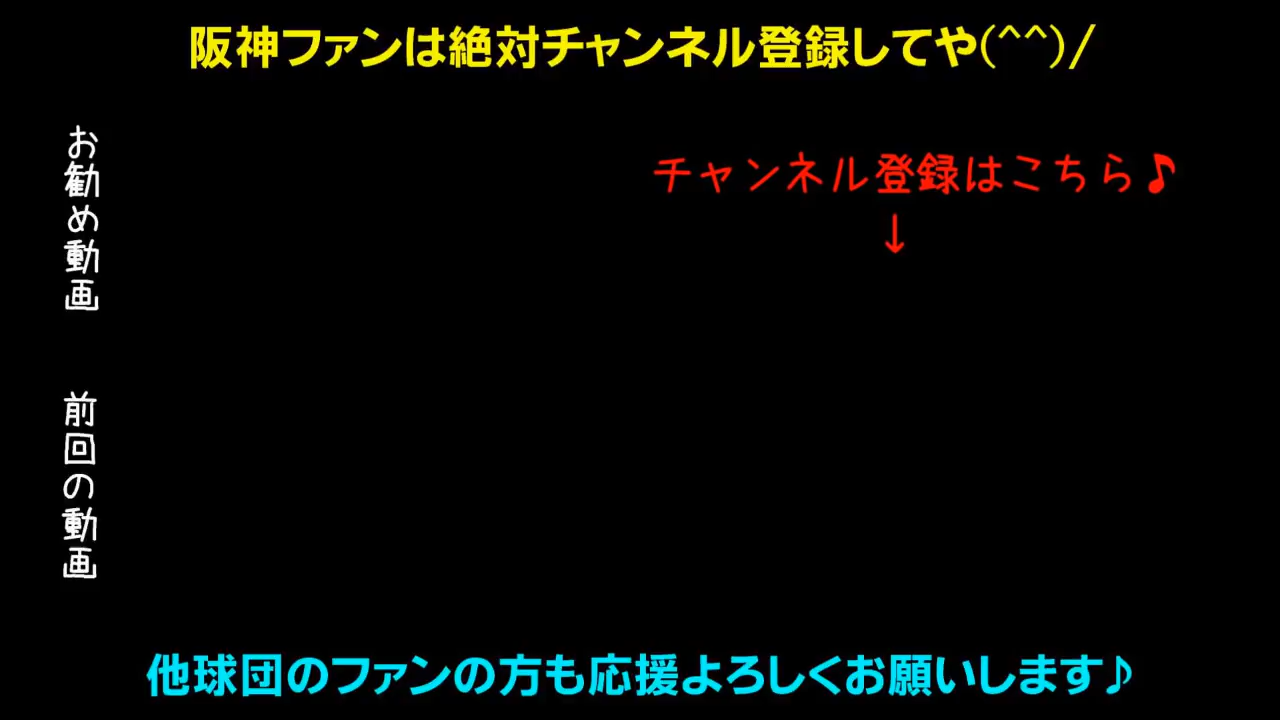 阪神ファンは絶対チャンネル登録してや(^^)/
お勧め動画
チャンネル登録はこちら♪
↓
前回の動画
他球団のファンの方も応援よろしくお願いします♪